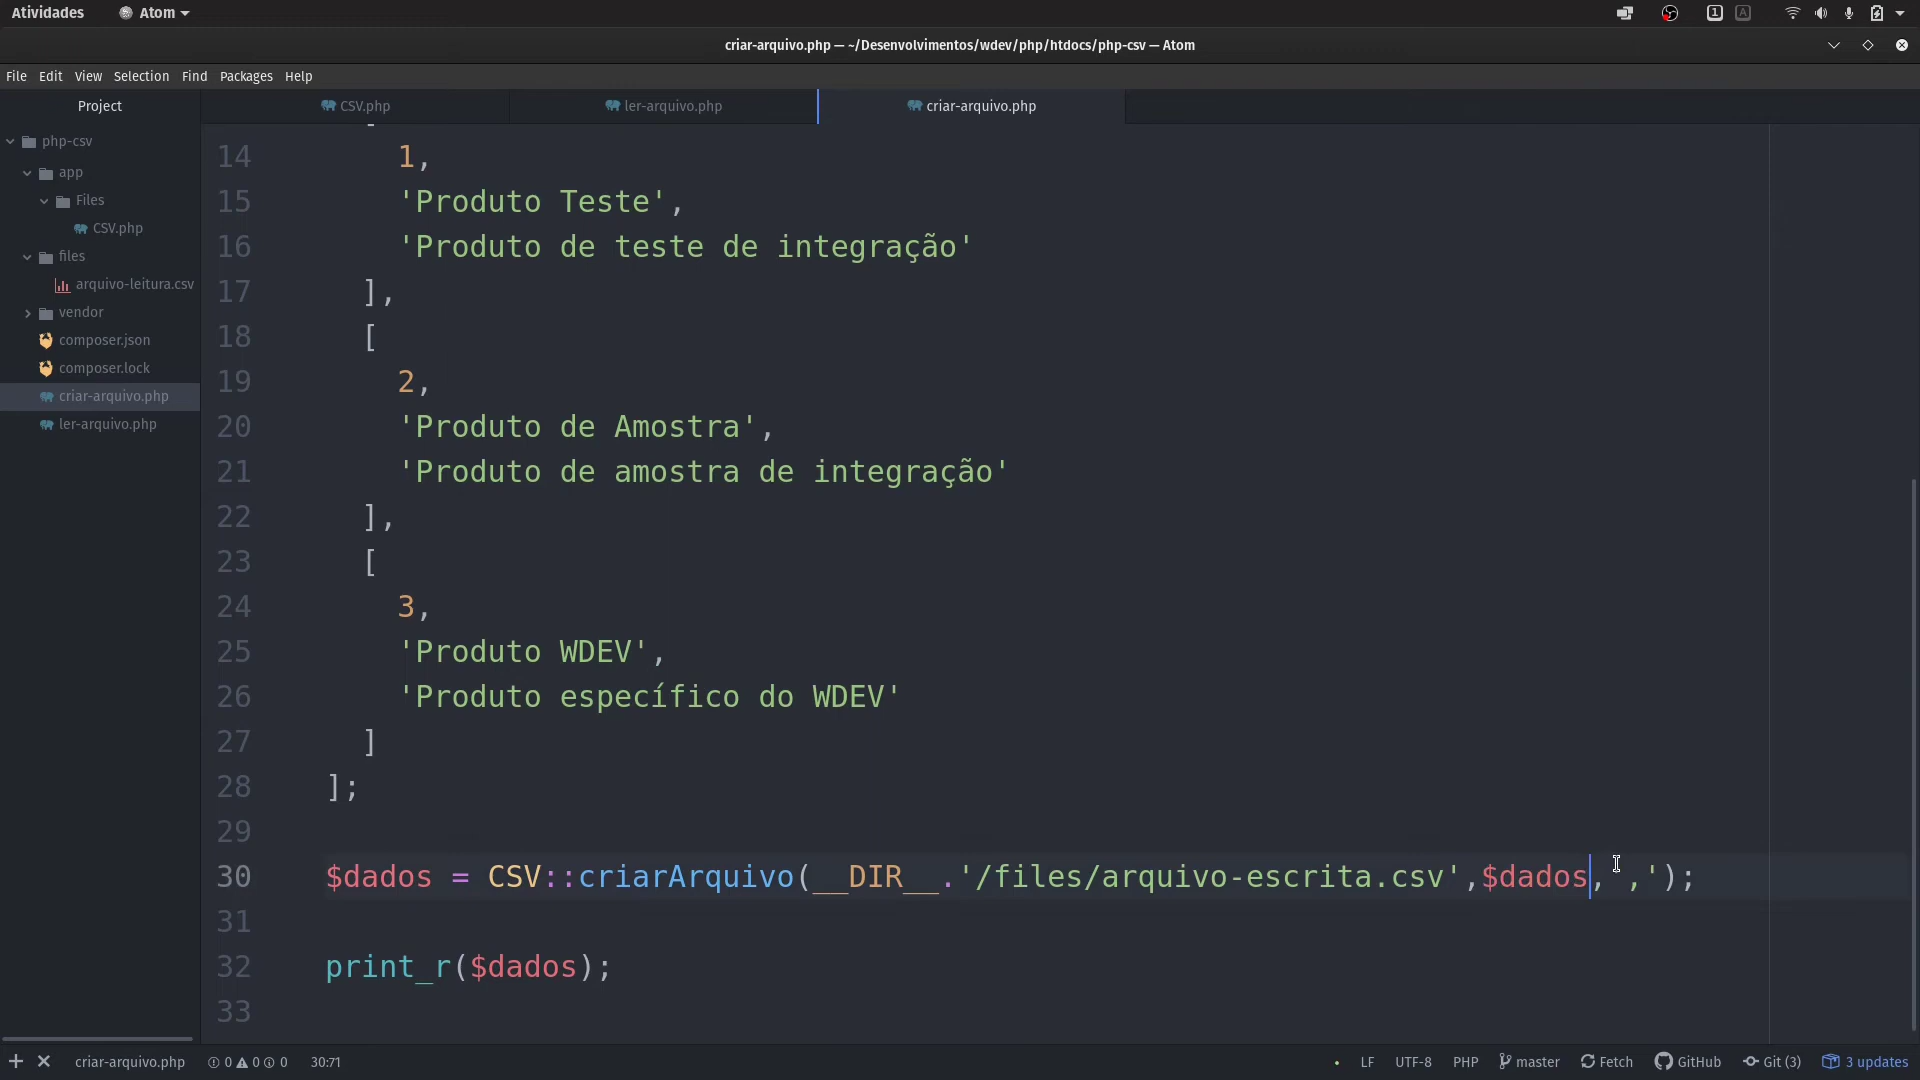 Atividades
Atom
1
A
criar-arquivo.php — ~/Desenvolvimentos/wdev/php/htdocs/php-csv — Atom
File Edit View Selection Find Packages Help
Project
CSV.php
ler-arquivo.php
criar-arquivo.php
php-csv
app
Files
CSV.php
files
arquivo-leitura.csv
vendor
composer.json
composer.lock
criar-arquivo.php
ler-arquivo.php
14 1,
15 'Produto Teste',
16 'Produto de teste de integração'
17 ],
18 [
19 2,
20 'Produto de Amostra',
21 'Produto de amostra de integração'
22 ],
23 [
24 3,
25 'Produto WDEV',
26 'Produto específico do WDEV'
27 ]
28 ];
29
30 $dados = CSV::criarArquivo(__DIR__.'/files/arquivo-escrita.csv',$dados,',');
31
32 print_r($dados);
33
criar-arquivo.php 0 0 0 30:71
LF UTF-8 PHP master Fetch GitHub Git (3) 3 updates